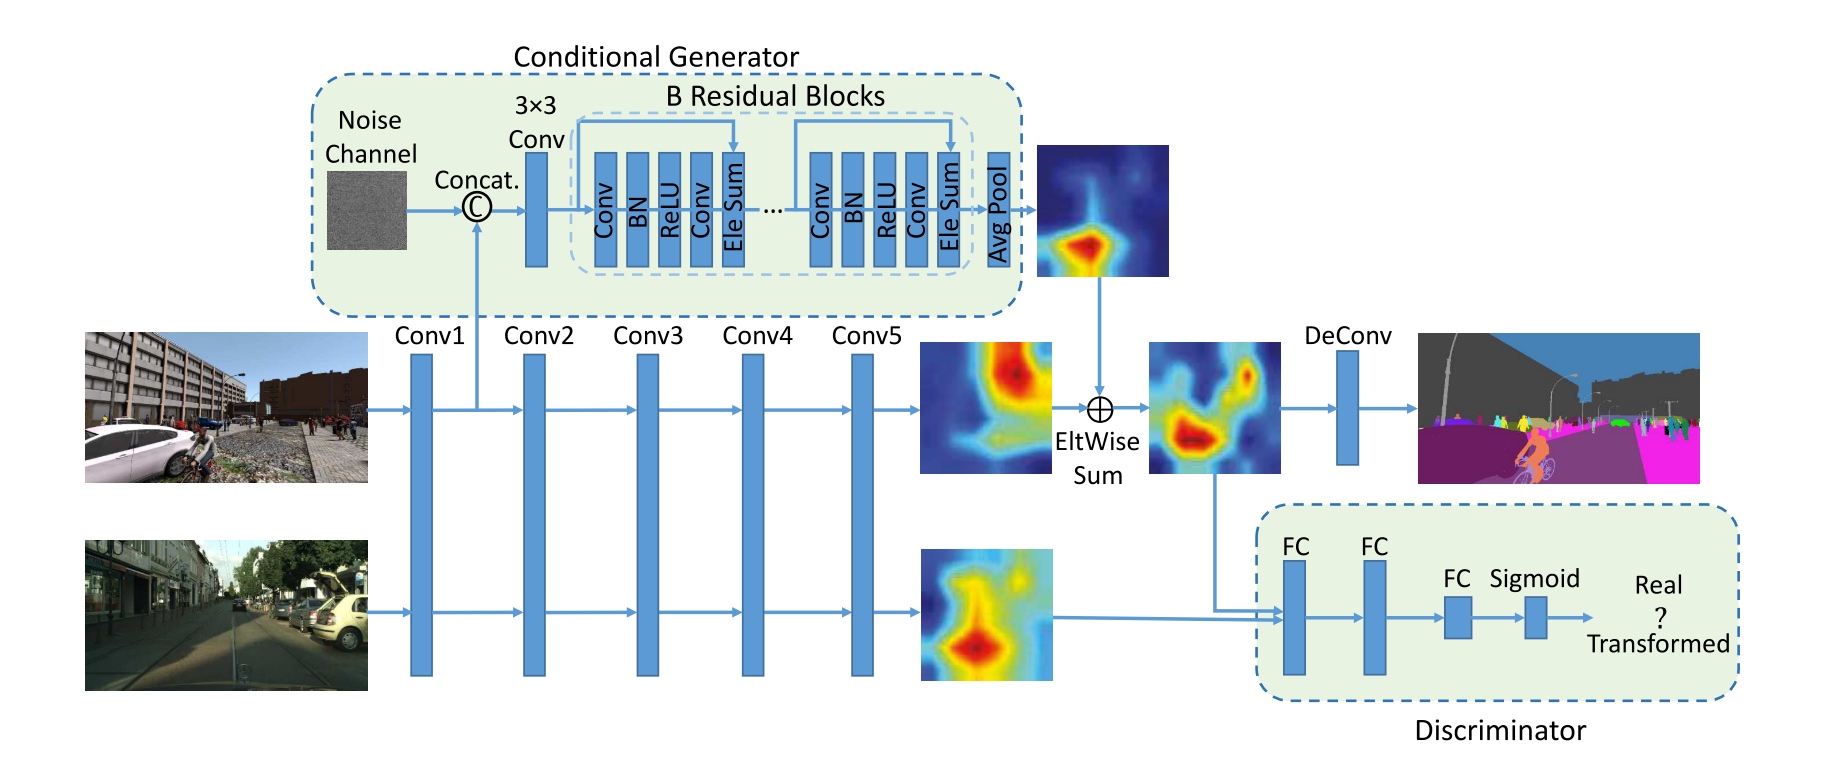 Conditional Generator
B Residual Blocks
Noise
Channel
Concat.
C
3×3
Conv
Conv
BN
ReLU
Conv
Ele Sum
...
Conv
BN
ReLU
Conv
Ele Sum
Avg Pool
Conv1
Conv2
Conv3
Conv4
Conv5
EltWise
Sum
DeConv
FC
FC
FC
Sigmoid
Real
?
Transformed
Discriminator